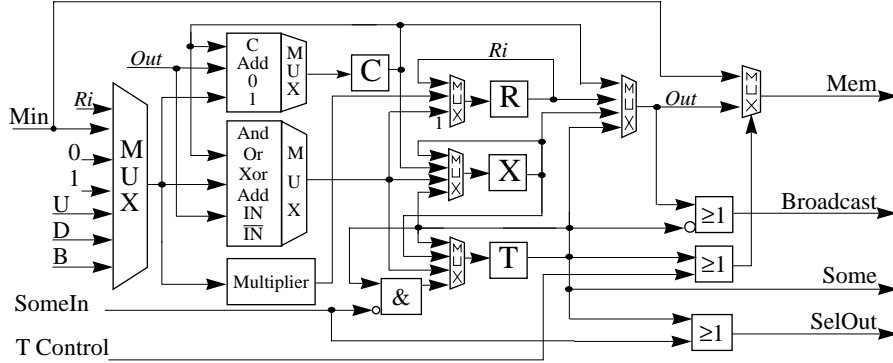 Min
Ri
0
1
U
D
B
MUX
SomeIn
T Control
Out
C
Add
0
1
MUX
And
Or
Xor
Add
IN
IN
MUX
Multiplier
C
Ri
1
MUX
R
MUX
X
MUX
T
&
MUX
Out
MUX
≥1
≥1
≥1
Mem
Broadcast
Some
SelOut